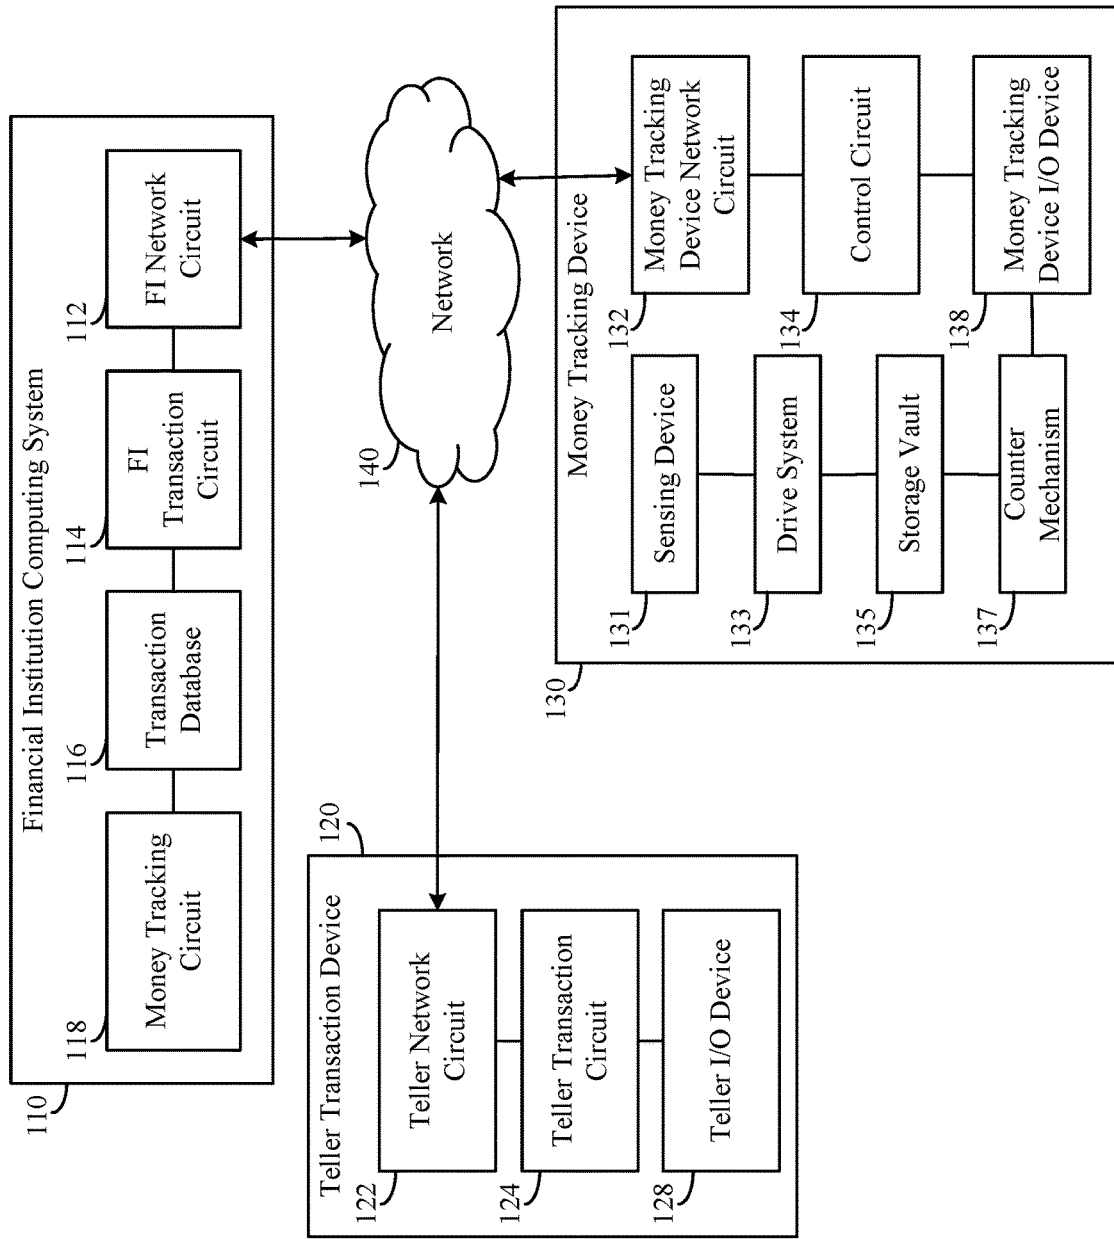 110
Financial Institution Computing System
118
Money Tracking
Circuit
116
Transaction
Database
114
FI
Transaction
Circuit
112
FI Network
Circuit
140
Network
120
Teller Transaction Device
122
Teller Network
Circuit
124
Teller Transaction
Circuit
128
Teller I/O Device
130
Money Tracking Device
131
Sensing Device
133
Drive System
135
Storage Vault
137
Counter
Mechanism
132
Money Tracking
Device Network
Circuit
134
Control Circuit
138
Money Tracking
Device I/O Device